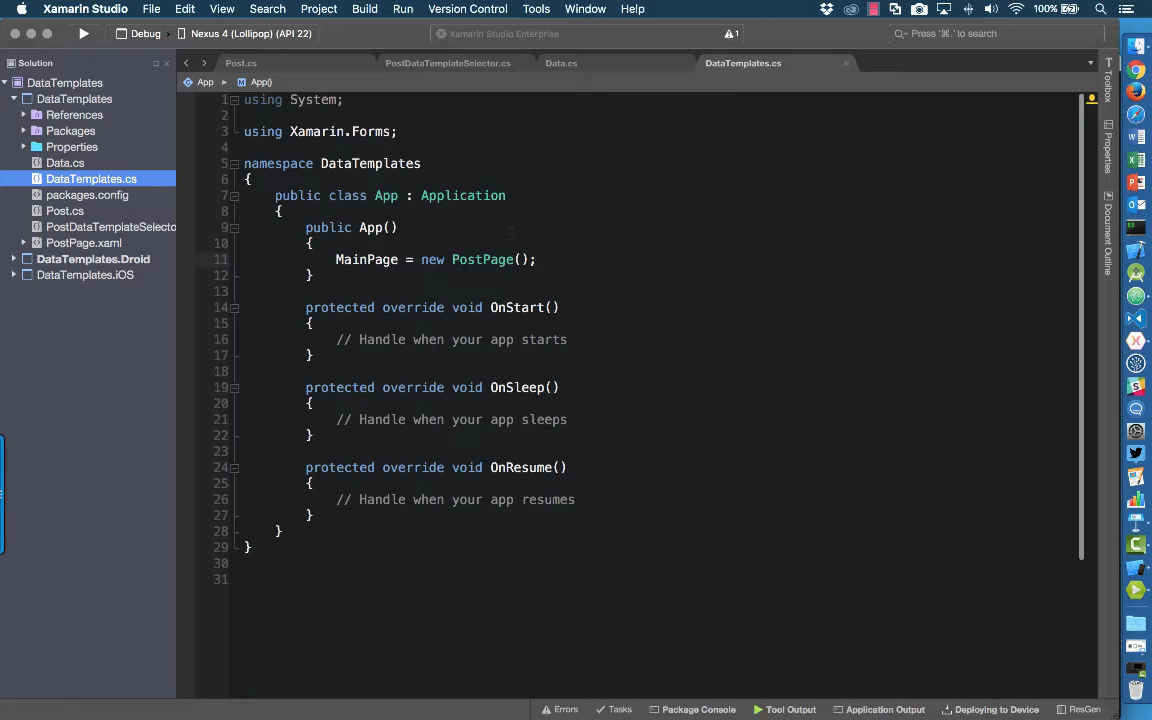 Xamarin Studio File Edit View Search Project Build Run Version Control Tools Window Help 100%
Debug Nexus 4 (Lollipop) (API 22) Xamarin Studio Enterprise 1 Press '⌘.' to search
Solution
DataTemplates
DataTemplates
References
Packages
Properties
Data.cs
DataTemplates.cs
packages.config
Post.cs
PostDataTemplateSelecto
PostPage.xaml
DataTemplates.Droid
DataTemplates.iOS
Post.cs PostDataTemplateSelector.cs Data.cs DataTemplates.cs
App App()
1 using System;
2
3 using Xamarin.Forms;
4
5 namespace DataTemplates
6 {
7 public class App : Application
8 {
9 public App()
10 {
11 MainPage = new PostPage();
12 }
13
14 protected override void OnStart()
15 {
16 // Handle when your app starts
17 }
18
19 protected override void OnSleep()
20 {
21 // Handle when your app sleeps
22 }
23
24 protected override void OnResume()
25 {
26 // Handle when your app resumes
27 }
28 }
29 }
30
31
Toolbox
Properties
Document Outline
Errors Tasks Package Console Tool Output Application Output Deploying to Device ResGen